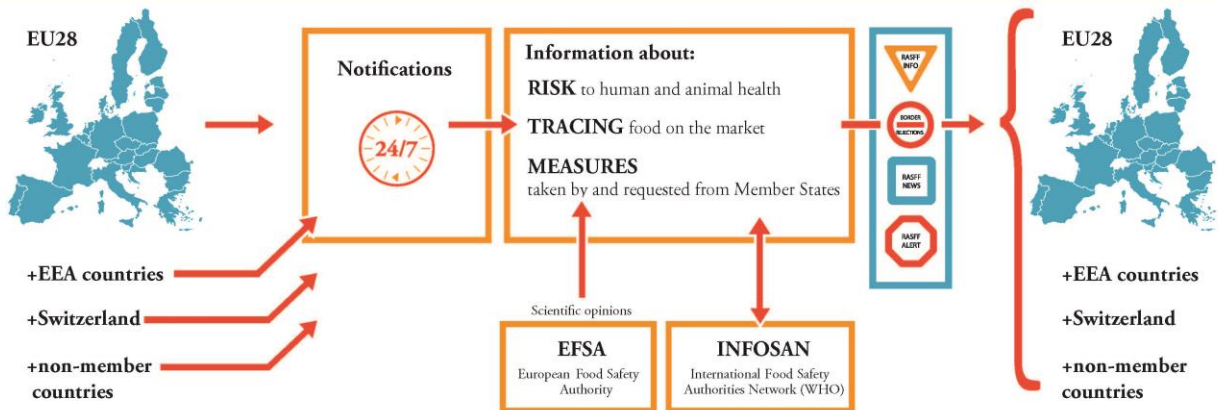 EU28
+EEA countries
+Switzerland
+non-member
countries
Notifications
24/7
Information about:
RISK to human and animal health
TRACING food on the market
MEASURES
taken by and requested from Member States
Scientific opinions
EFSA
European Food Safety
Authority
INFOSAN
International Food Safety
Authorities Network (WHO)
RASFF
INFO
BORDER
REJECTIONS
RASFF
NEWS
RASFF
ALERT
EU28
+EEA countries
+Switzerland
+non-member
countries